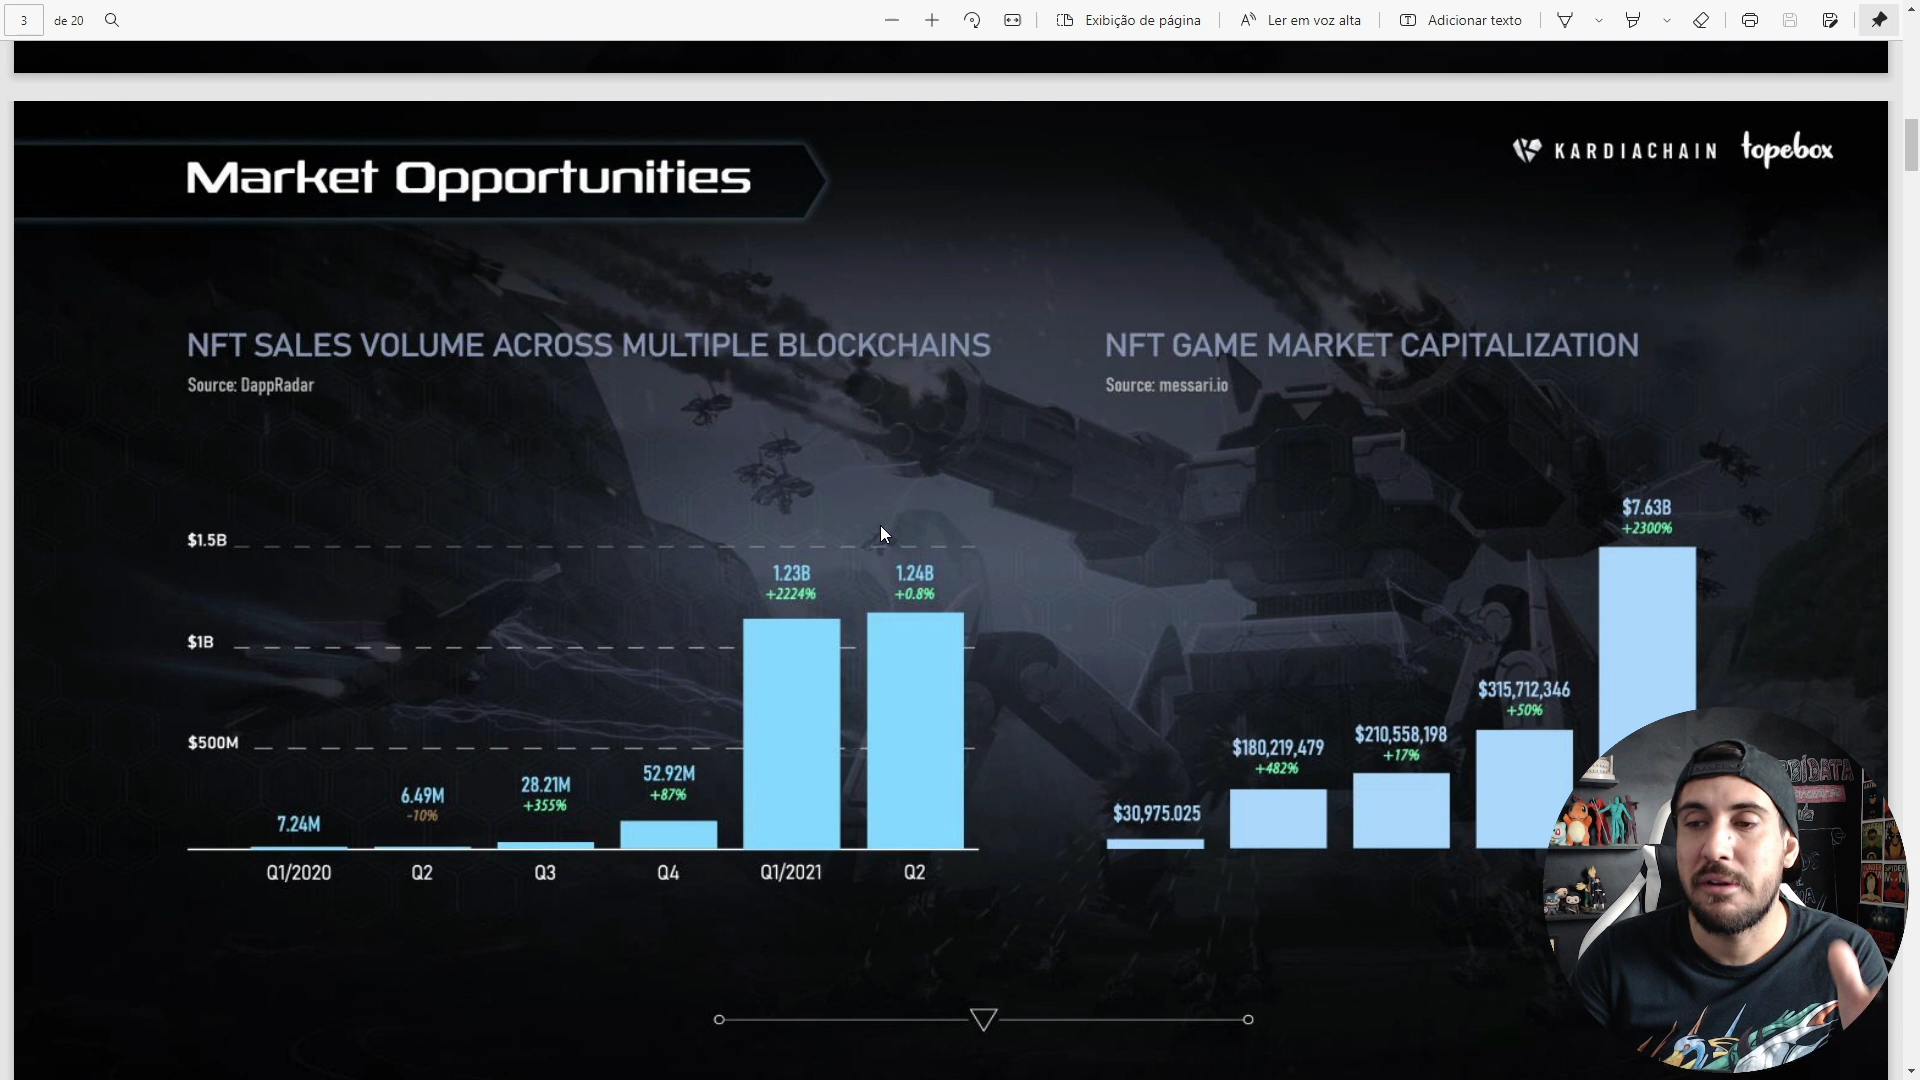 3 de 20 Exibição de página Ler em voz alta Adicionar texto
KARDIACHAIN topebox
Market Opportunities
NFT SALES VOLUME ACROSS MULTIPLE BLOCKCHAINS
Source: DappRadar
$1.5B
$1B
$500M
7.24M
6.49M
-10%
28.21M
+355%
52.92M
+87%
1.23B
+2224%
1.24B
+0.8%
Q1/2020 Q2 Q3 Q4 Q1/2021 Q2
NFT GAME MARKET CAPITALIZATION
Source: messari.io
$30,975.025
$180,219,479
+482%
$210,558,198
+17%
$315,712,346
+50%
$7.63B
+2300%